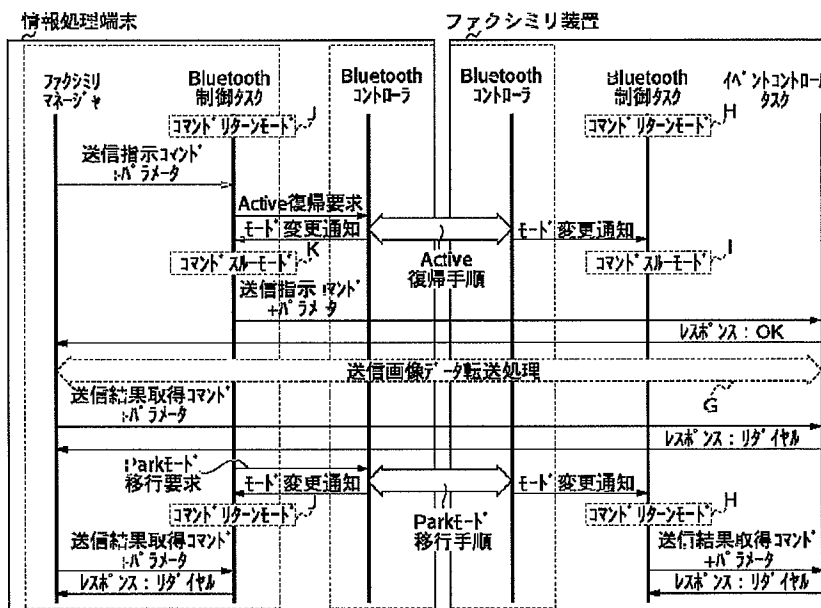 情報処理端末
ファクシミリ装置
ファクシミリ
マネージャ
Bluetooth
制御タスク
Bluetooth
コントローラ
Bluetooth
コントローラ
Bluetooth
制御タスク
イベントコントロール
タスク
コマンドリターンモード
J
コマンドリターンモード
H
送信指示コマンド
+パラメータ
Active復帰要求
モード変更通知
モード変更通知
コマンドスルーモード
K
Active
復帰手順
コマンドスルーモード
I
送信指示コマンド
+パラメータ
レスポンス：OK
送信画像データ転送処理
G
送信結果取得コマンド
+パラメータ
レスポンス：リダイヤル
Parkモード
移行要求
モード変更通知
モード変更通知
コマンドリターンモード
J
Parkモード
移行手順
コマンドリターンモード
H
送信結果取得コマンド
+パラメータ
レスポンス：リダイヤル
送信結果取得コマンド
+パラメータ
レスポンス：リダイヤル